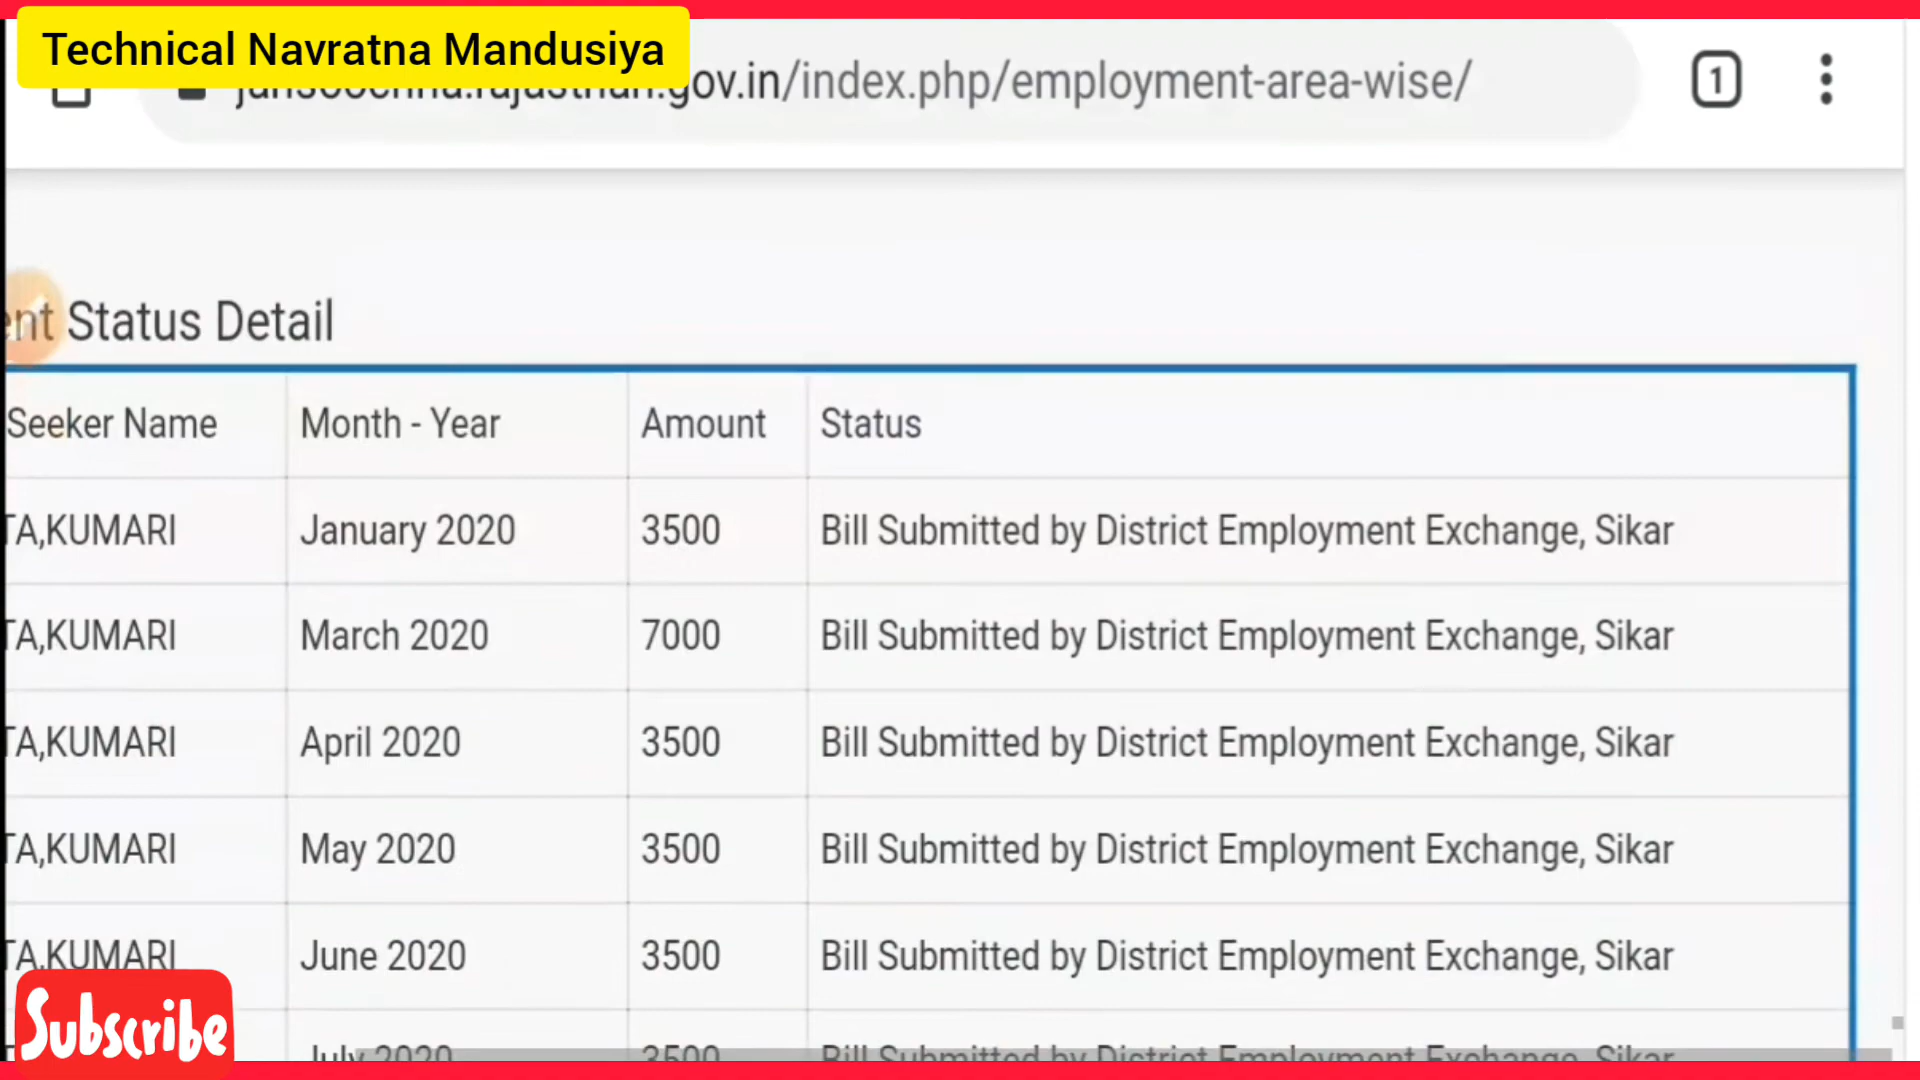 Technical Navratna Mandusiya
jansoochna.rajasthan.gov.in/index.php/employment-area-wise/
1
ent Status Detail
Seeker Name Month - Year Amount Status
TA,KUMARI January 2020 3500 Bill Submitted by District Employment Exchange, Sikar
TA,KUMARI March 2020 7000 Bill Submitted by District Employment Exchange, Sikar
TA,KUMARI April 2020 3500 Bill Submitted by District Employment Exchange, Sikar
TA,KUMARI May 2020 3500 Bill Submitted by District Employment Exchange, Sikar
TA,KUMARI June 2020 3500 Bill Submitted by District Employment Exchange, Sikar
July 2020 3500 Bill Submitted by District Employment Exchange, Sikar
Subscribe